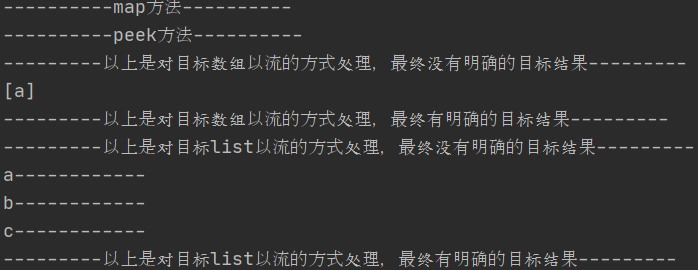 ----------map方法----------
----------peek方法----------
---------以上是对目标数组以流的方式处理，最终没有明确的目标结果---------
[a]
---------以上是对目标数组以流的方式处理，最终有明确的目标结果---------
---------以上是对目标list以流的方式处理，最终没有明确的目标结果---------
a------------
b------------
c------------
---------以上是对目标list以流的方式处理，最终有明确的目标结果---------